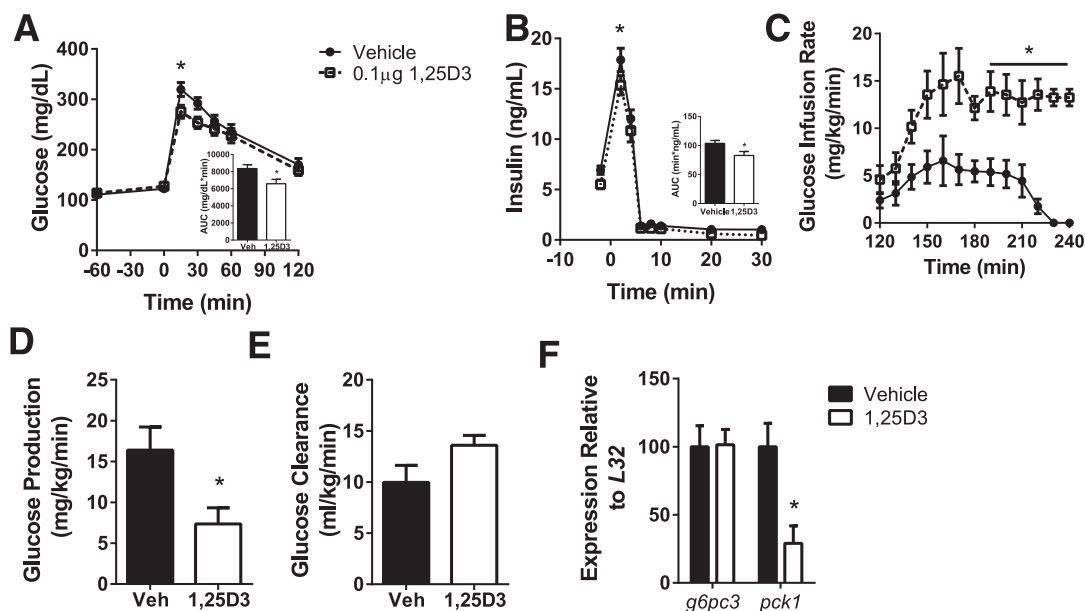 A
Glucose (mg/dL)
400
300
200
100
0
-60
-30
0
30
60
90
120
Time (min)
*
Vehicle
0.1µg 1,25D3
AUC (mg/dL*min)
10000
8000
6000
4000
2000
0
*
Veh
1,25D3
B
Insulin (ng/mL)
20
15
10
5
0
-10
0
10
20
30
Time (min)
*
AUC (min*ng/mL)
150
100
50
0
*
Vehicle
1,25D3
C
Glucose Infusion Rate
(mg/kg/min)
20
15
10
5
0
120
150
180
210
240
Time (min)
*
D
Glucose Production
(mg/kg/min)
25
20
15
10
5
0
*
Veh
1,25D3
E
Glucose Clearance
(ml/kg/min)
20
15
10
5
0
Veh
1,25D3
F
Expression Relative
to L32
150
100
50
0
*
g6pc3
pck1
Vehicle
1,25D3